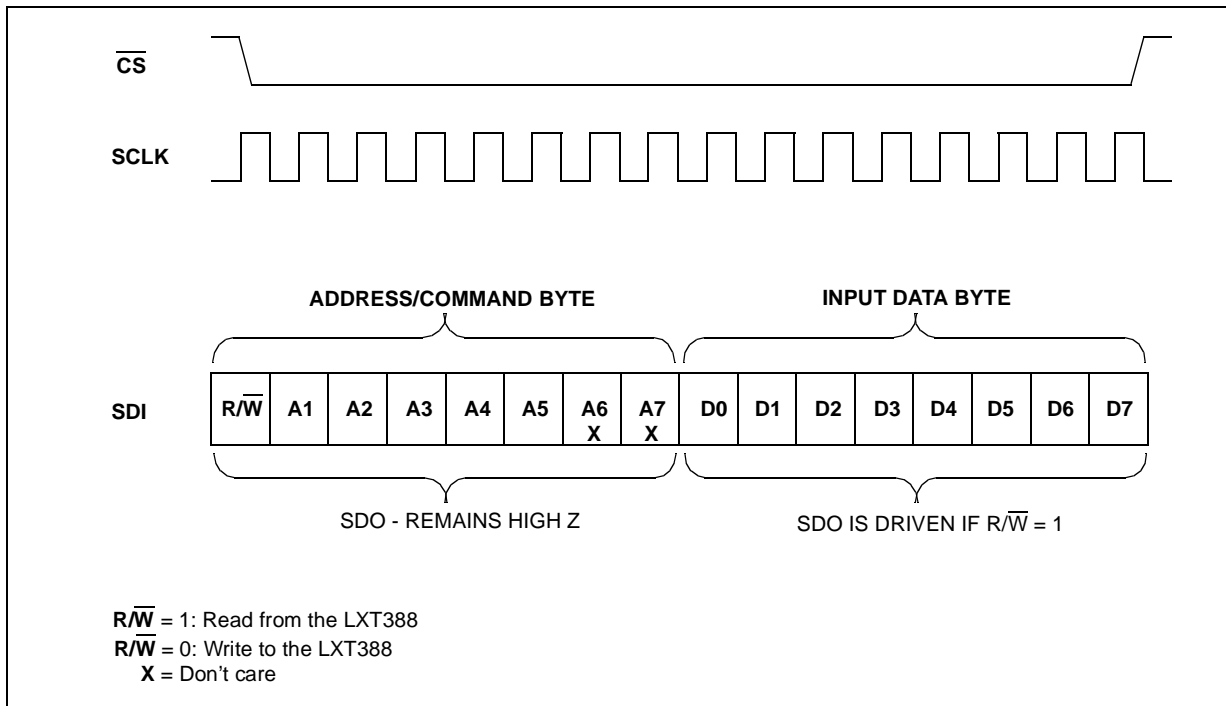 CS
SCLK
ADDRESS/COMMAND BYTE INPUT DATA BYTE
SDI R/W A1 A2 A3 A4 A5 A6 A7 D0 D1 D2 D3 D4 D5 D6 D7
X X
SDO - REMAINS HIGH Z SDO IS DRIVEN IF R/W = 1
R/W = 1: Read from the LXT388
R/W = 0: Write to the LXT388
X = Don't care